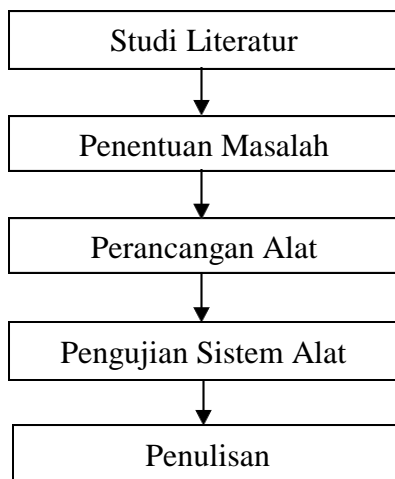 Studi Literatur
Penentuan Masalah
Perancangan Alat
Pengujian Sistem Alat
Penulisan